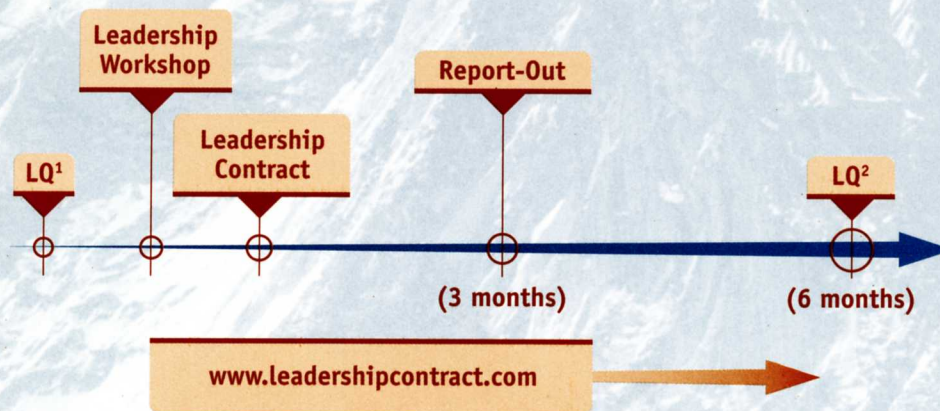 Leadership
Workshop
Report-Out
Leadership
Contract
LQ¹
LQ²
(3 months)
(6 months)
www.leadershipcontract.com